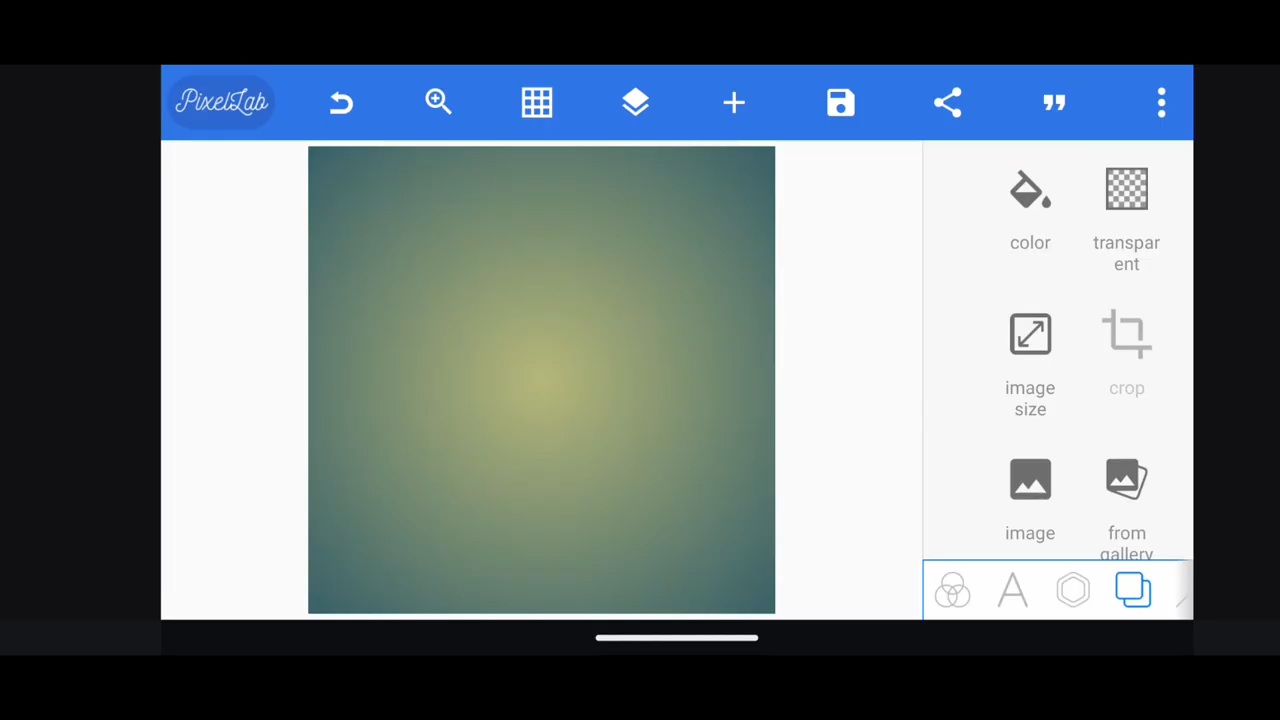 PixelLab
color
transpar
ent
image
size
crop
image
from
gallery